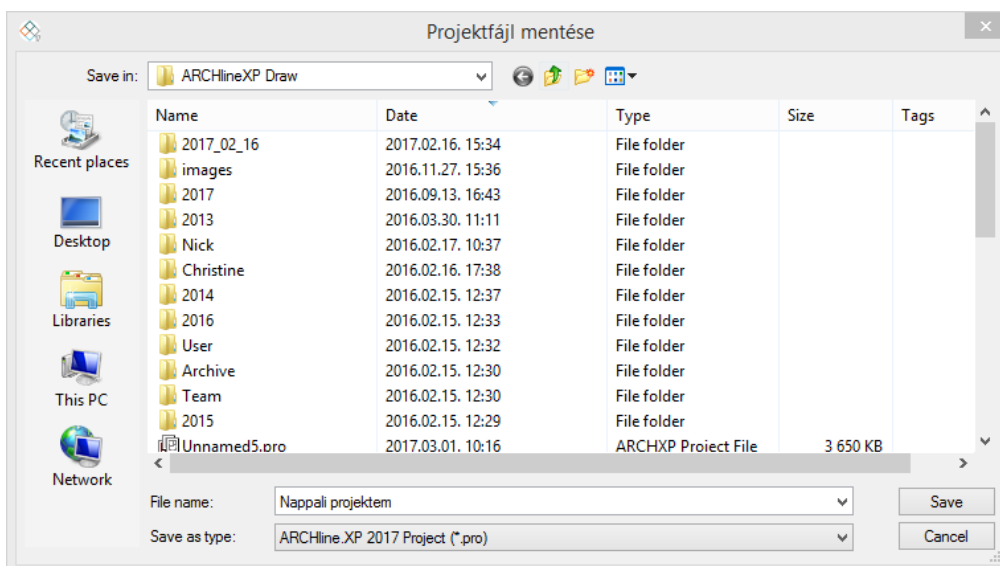 Projektfájl mentése
Save in: ARCHlineXP Draw
Name Date Type Size Tags
2017_02_16 2017.02.16. 15:34 File folder
images 2016.11.27. 15:36 File folder
2017 2016.09.13. 16:43 File folder
2013 2016.03.30. 11:11 File folder
Nick 2016.02.17. 10:37 File folder
Christine 2016.02.16. 17:38 File folder
2014 2016.02.15. 12:37 File folder
2016 2016.02.15. 12:33 File folder
User 2016.02.15. 12:32 File folder
Archive 2016.02.15. 12:30 File folder
Team 2016.02.15. 12:30 File folder
2015 2016.02.15. 12:29 File folder
Unnamed5.pro 2017.03.01. 10:16 ARCHXP Project File 3 650 KB
Recent places
Desktop
Libraries
This PC
Network
File name: Nappali projektem Save
Save as type: ARCHline.XP 2017 Project (*.pro) Cancel